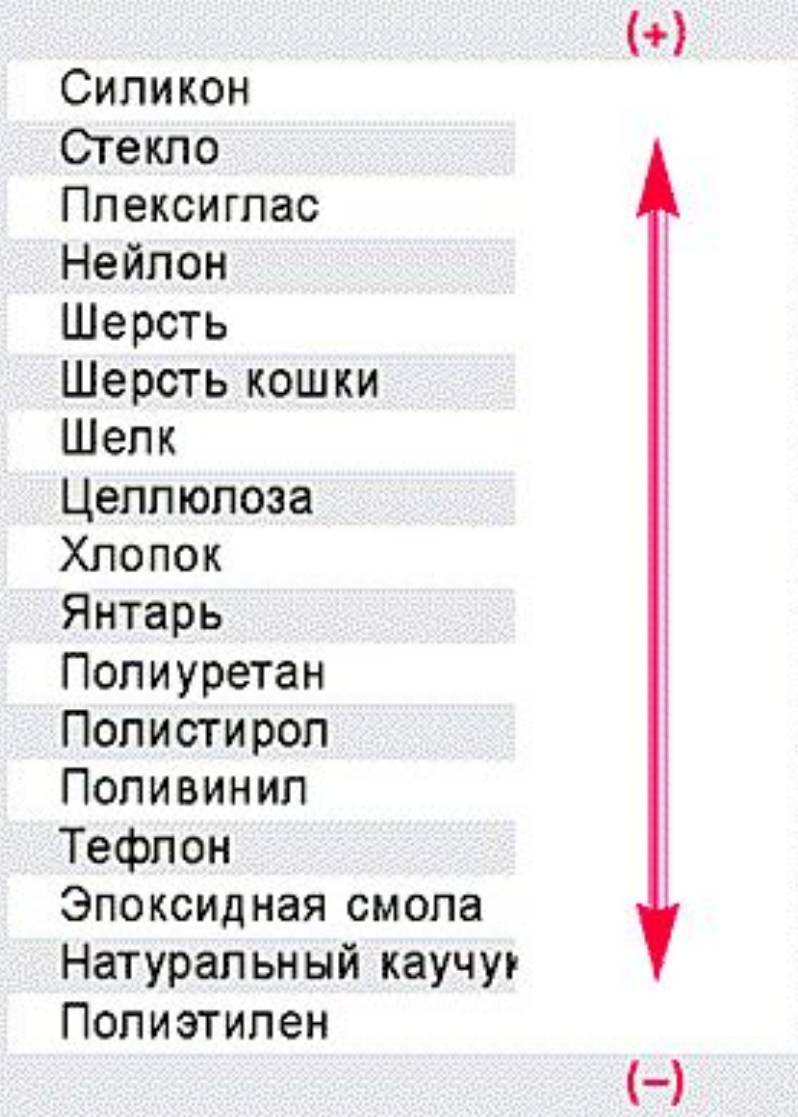 (+)
Силикон
Стекло
Плексиглас
Нейлон
Шерсть
Шерсть кошки
Шелк
Целлюлоза
Хлопок
Янтарь
Полиуретан
Полистирол
Поливинил
Тефлон
Эпоксидная смола
Натуральный каучук
Полиэтилен
(−)